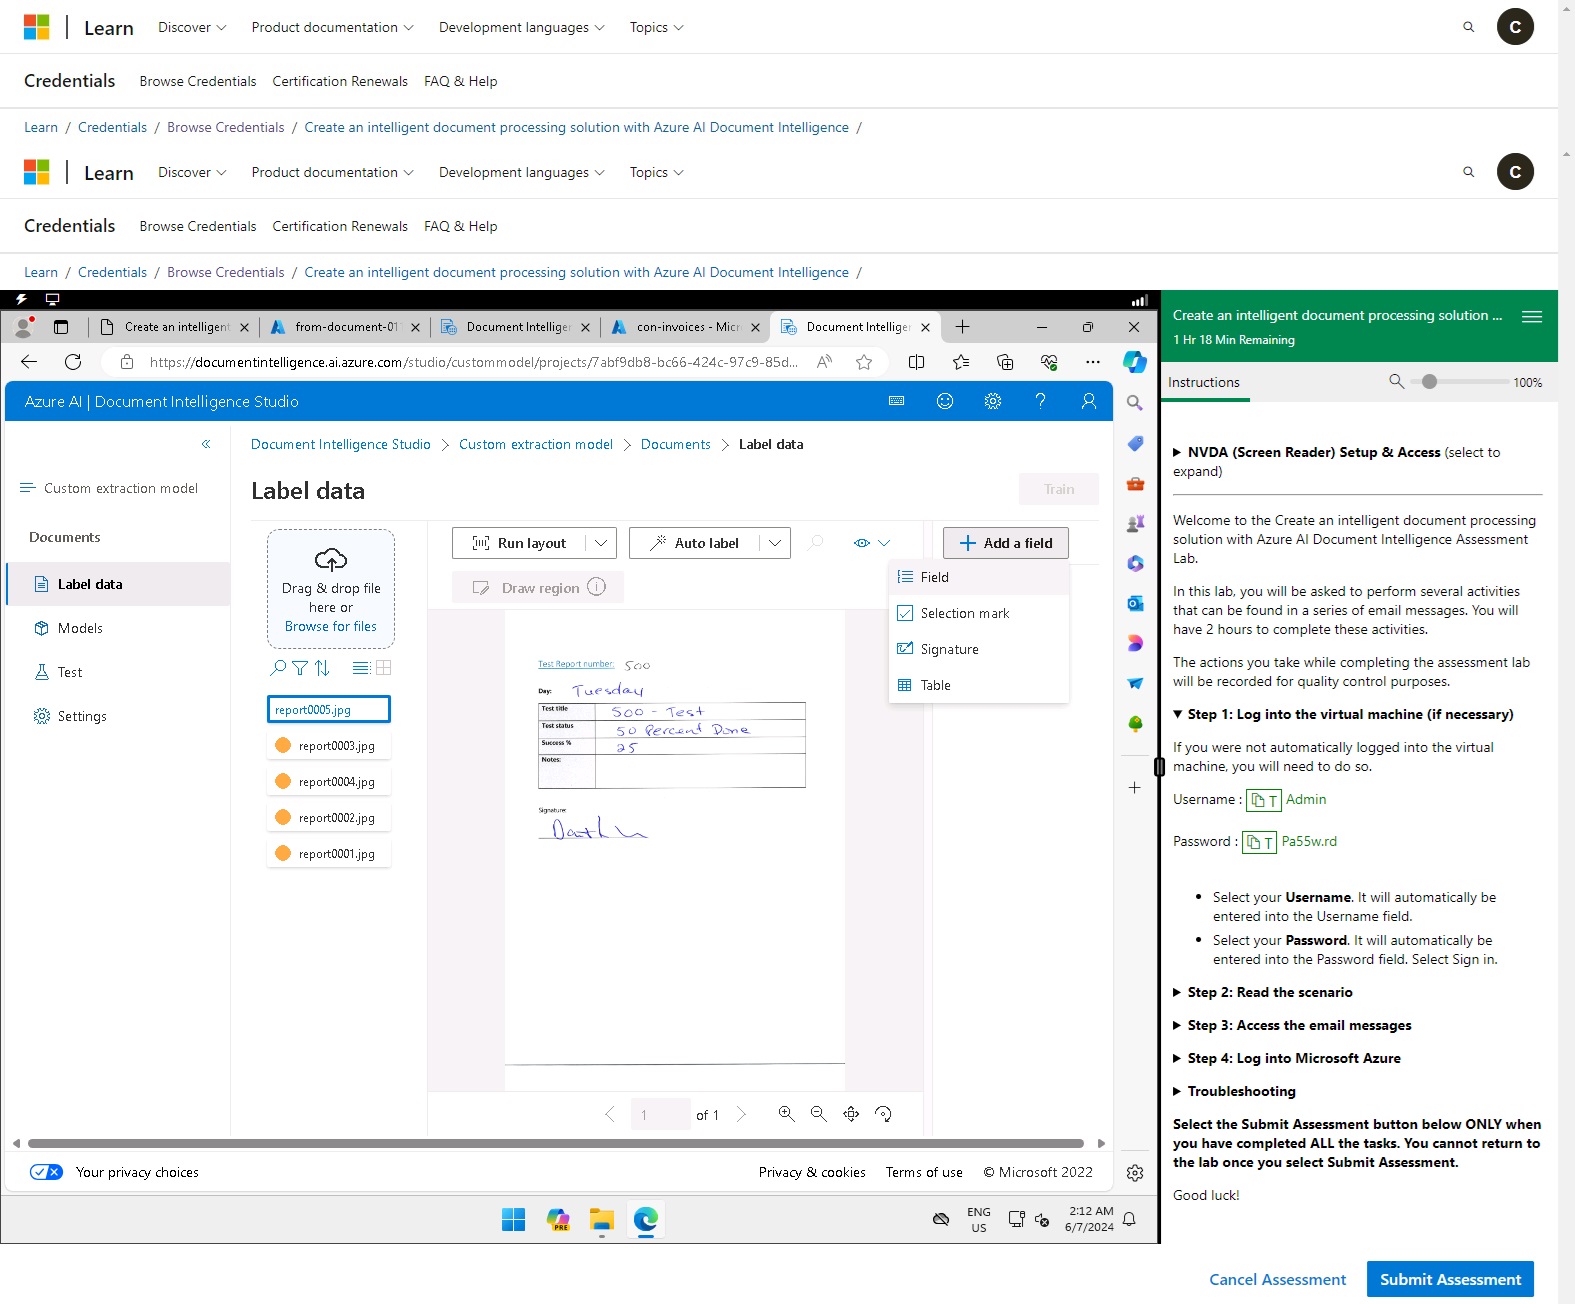 Learn Discover Product documentation Development languages Topics C
Credentials Browse Credentials Certification Renewals FAQ & Help
Learn / Credentials / Browse Credentials / Create an intelligent document processing solution with Azure AI Document Intelligence /
Learn Discover Product documentation Development languages Topics C
Credentials Browse Credentials Certification Renewals FAQ & Help
Learn / Credentials / Browse Credentials / Create an intelligent document processing solution with Azure AI Document Intelligence /
Create an intelligent from-document-01 Document Intelligen con-invoices - Micr Document Intelligen
https://documentintelligence.ai.azure.com/studio/custommodel/projects/7abf9db8-bc66-424c-97c9-85d...
Azure AI | Document Intelligence Studio
Document Intelligence Studio > Custom extraction model > Documents > Label data
Custom extraction model
Documents
Label data
Models
Test
Settings
Label data
Train
Drag & drop file
here or
Browse for files
report0005.jpg
report0003.jpg
report0004.jpg
report0002.jpg
report0001.jpg
Run layout
Auto label
Draw region
Add a field
Field
Selection mark
Signature
Table
Test Report number: 500
Day: Tuesday
Test title 500 - Test
Test status 50 Percent Done
Success % 25
Notes:
Signature:
1 of 1
Your privacy choices
Privacy & cookies Terms of use © Microsoft 2022
PRE
ENG
US
2:12 AM
6/7/2024
Create an intelligent document processing solution ...
1 Hr 18 Min Remaining
Instructions 100%
NVDA (Screen Reader) Setup & Access (select to
expand)
Welcome to the Create an intelligent document processing
solution with Azure AI Document Intelligence Assessment
Lab.
In this lab, you will be asked to perform several activities
that can be found in a series of email messages. You will
have 2 hours to complete these activities.
The actions you take while completing the assessment lab
will be recorded for quality control purposes.
Step 1: Log into the virtual machine (if necessary)
If you were not automatically logged into the virtual
machine, you will need to do so.
Username : T Admin
Password : T Pa55w.rd
• Select your Username. It will automatically be
entered into the Username field.
• Select your Password. It will automatically be
entered into the Password field. Select Sign in.
Step 2: Read the scenario
Step 3: Access the email messages
Step 4: Log into Microsoft Azure
Troubleshooting
Select the Submit Assessment button below ONLY when
you have completed ALL the tasks. You cannot return to
the lab once you select Submit Assessment.
Good luck!
Cancel Assessment Submit Assessment